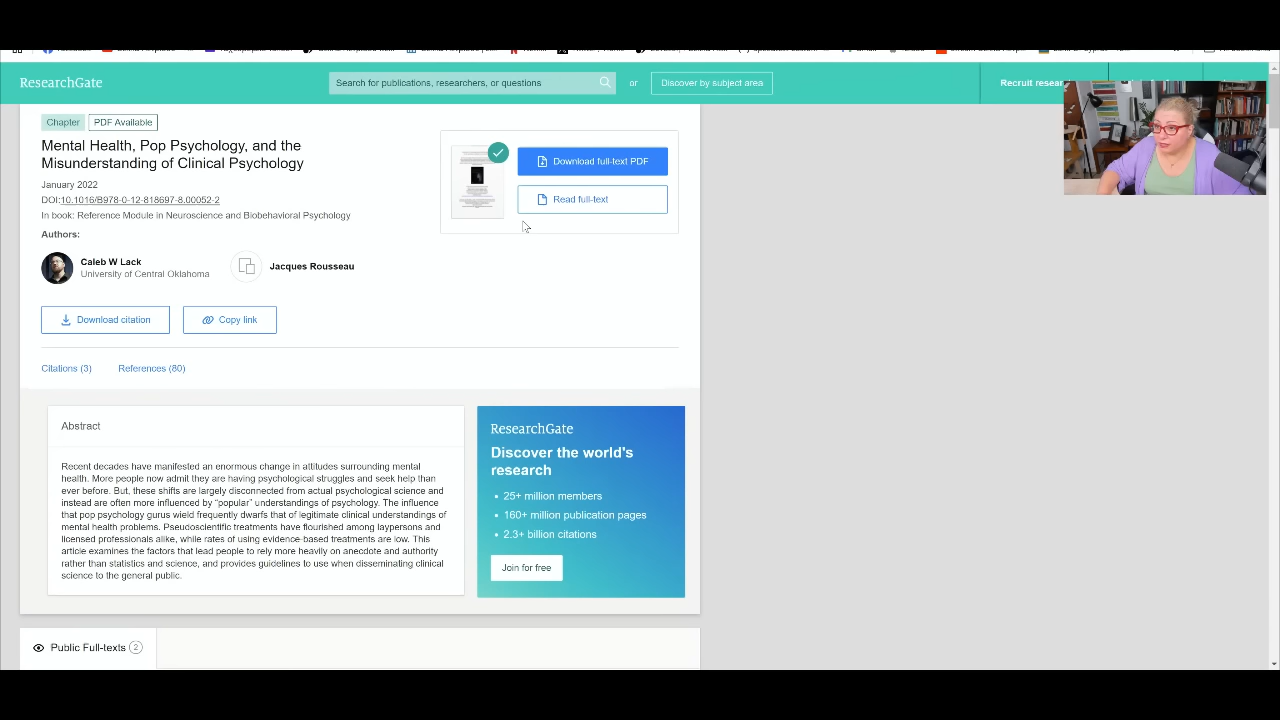 ResearchGate
Search for publications, researchers, or questions
or
Discover by subject area
Recruit resear
Chapter
PDF Available
Mental Health, Pop Psychology, and the
Misunderstanding of Clinical Psychology
January 2022
DOI:10.1016/B978-0-12-818697-8.00052-2
In book: Reference Module in Neuroscience and Biobehavioral Psychology
Authors:
Caleb W Lack
University of Central Oklahoma
Jacques Rousseau
Download full-text PDF
Read full-text
Download citation
Copy link
Citations (3)
References (80)
Abstract
Recent decades have manifested an enormous change in attitudes surrounding mental
health. More people now admit they are having psychological struggles and seek help than
ever before. But, these shifts are largely disconnected from actual psychological science and
instead are often more influenced by "popular" understandings of psychology. The influence
that pop psychology gurus wield frequently dwarfs that of legitimate clinical understandings of
mental health problems. Pseudoscientific treatments have flourished among laypersons and
licensed professionals alike, while rates of using evidence-based treatments are low. This
article examines the factors that lead people to rely more heavily on anecdote and authority
rather than statistics and science, and provides guidelines to use when disseminating clinical
science to the general public.
ResearchGate
Discover the world's
research
25+ million members
160+ million publication pages
2.3+ billion citations
Join for free
Public Full-texts 2